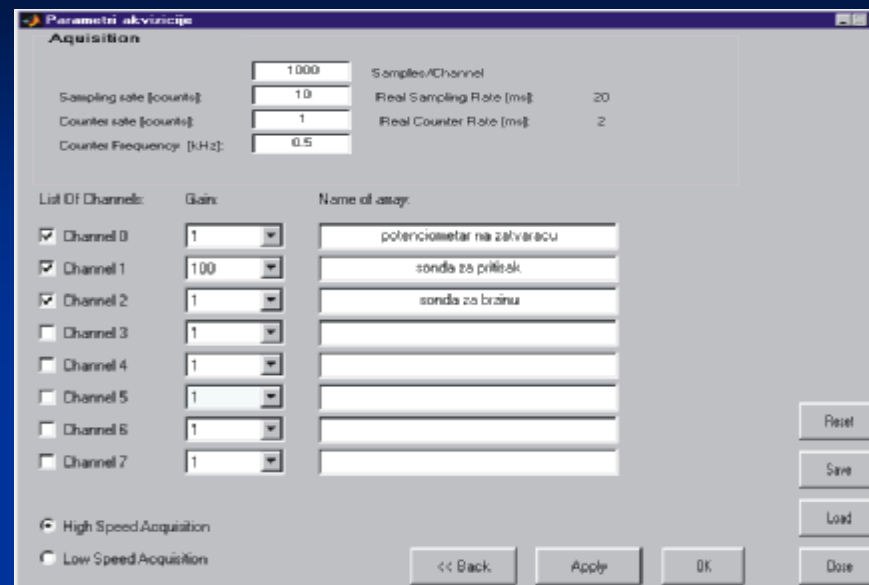 Parametri akvizicije
Aquisition
1000 Samples/Channel
Sampling rate [counts]: 10 Real Sampling Rate [ms]: 20
Counter rate [counts]: 1 Real Counter Rate [ms]: 2
Counter Frequency [kHz]: 0.5
List Of Channels: Gain: Name of array:
Channel 0 1 potenciometar na zatvaracu
Channel 1 100 sonda za pritisak
Channel 2 1 sonda za brzinu
Channel 3 1
Channel 4 1
Channel 5 1
Channel 6 1
Channel 7 1
Reset
Save
High Speed Acquisition
Load
Low Speed Acquisition
<< Back Apply OK Close